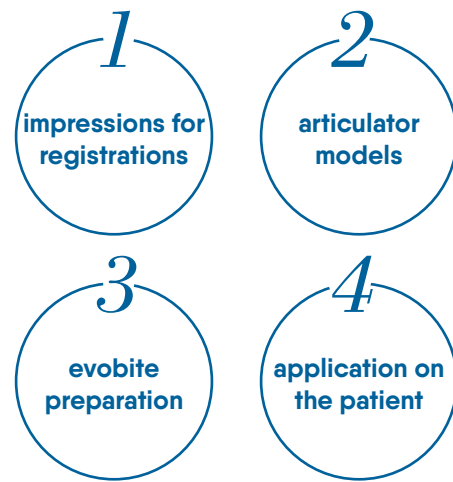 1
impressions for
registrations
2
articulator
models
3
evobite
preparation
4
application on
the patient